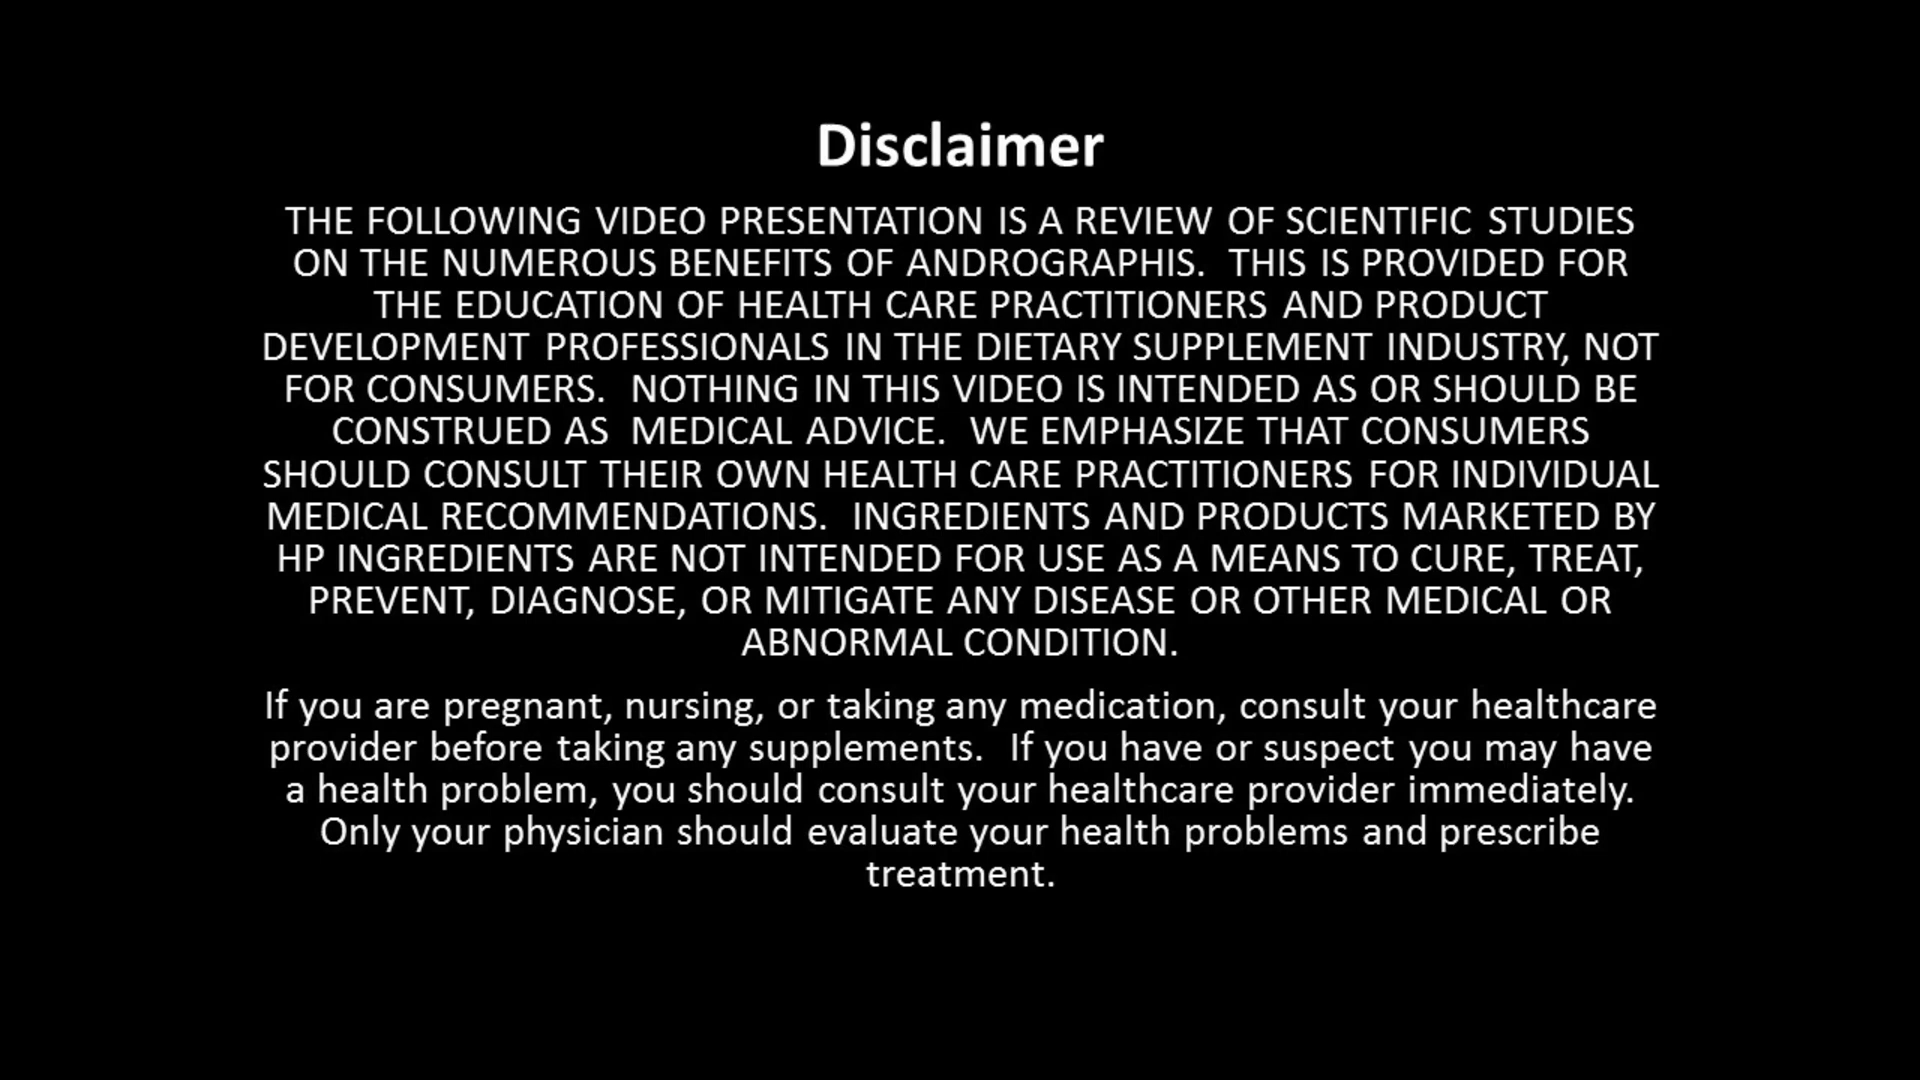 Disclaimer
THE FOLLOWING VIDEO PRESENTATION IS A REVIEW OF SCIENTIFIC STUDIES
ON THE NUMEROUS BENEFITS OF ANDROGRAPHIS.  THIS IS PROVIDED FOR
THE EDUCATION OF HEALTH CARE PRACTITIONERS AND PRODUCT
DEVELOPMENT PROFESSIONALS IN THE DIETARY SUPPLEMENT INDUSTRY, NOT
FOR CONSUMERS.  NOTHING IN THIS VIDEO IS INTENDED AS OR SHOULD BE
CONSTRUED AS  MEDICAL ADVICE.  WE EMPHASIZE THAT CONSUMERS
SHOULD CONSULT THEIR OWN HEALTH CARE PRACTITIONERS FOR INDIVIDUAL
MEDICAL RECOMMENDATIONS.  INGREDIENTS AND PRODUCTS MARKETED BY
HP INGREDIENTS ARE NOT INTENDED FOR USE AS A MEANS TO CURE, TREAT,
PREVENT, DIAGNOSE, OR MITIGATE ANY DISEASE OR OTHER MEDICAL OR
ABNORMAL CONDITION.
If you are pregnant, nursing, or taking any medication, consult your healthcare
provider before taking any supplements.  If you have or suspect you may have
a health problem, you should consult your healthcare provider immediately.
Only your physician should evaluate your health problems and prescribe
treatment.